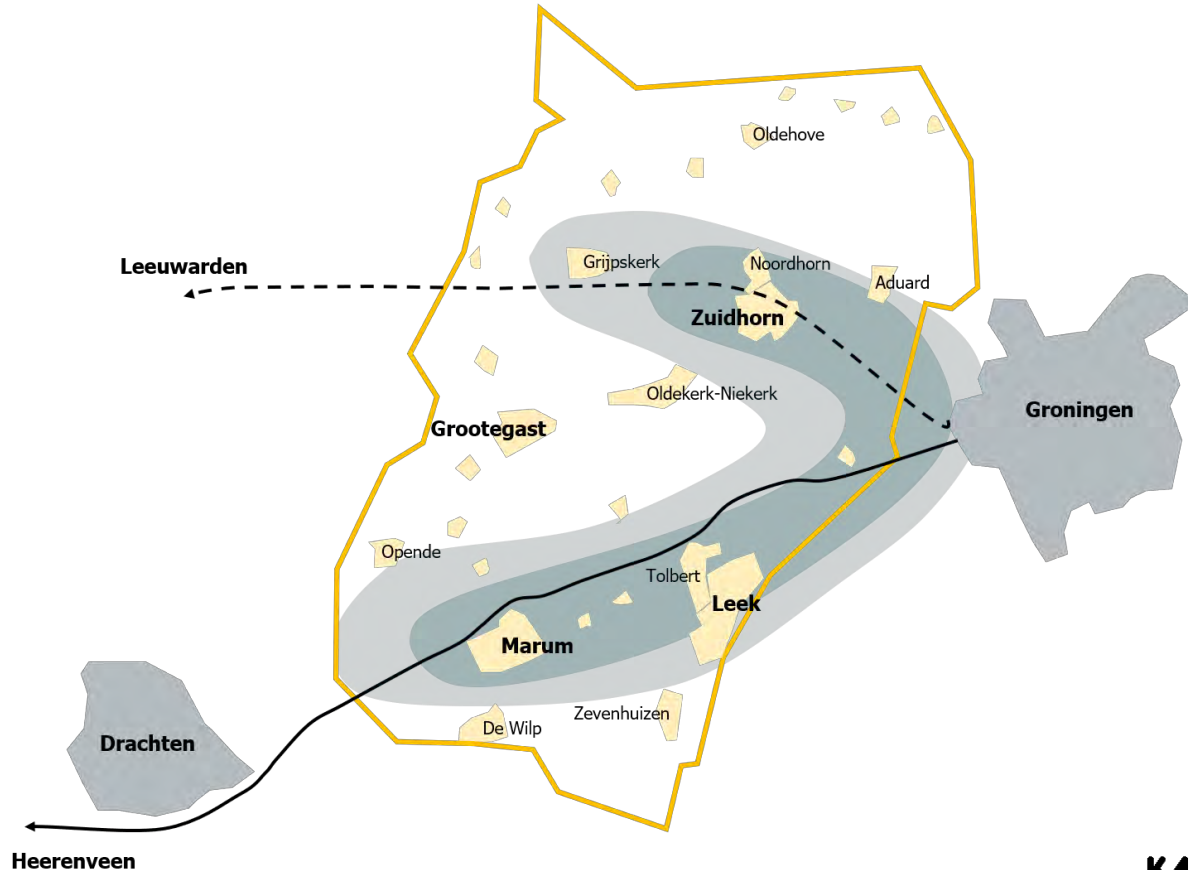 Oldehove
Leeuwarden
Grijpskerk
Noordhorn
Aduard
Zuidhorn
Oldekerk-Niekerk
Groningen
Grootegast
Opende
Tolbert
Leek
Marum
Zevenhuizen
De Wilp
Drachten
Heerenveen